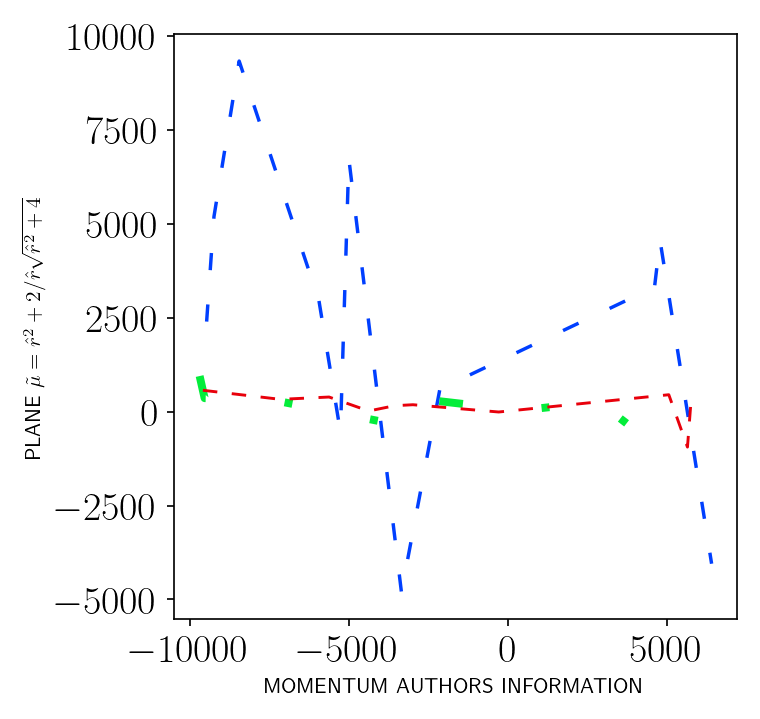 10000
7500
5000
2500
0
−2500
−5000
−10000 −5000 0 5000
MOMENTUM AUTHORS INFORMATION
PLANE $\tilde{\mu} = \hat{r}^2 + 2/\hat{r}\sqrt{\hat{r}^2 + 4}$